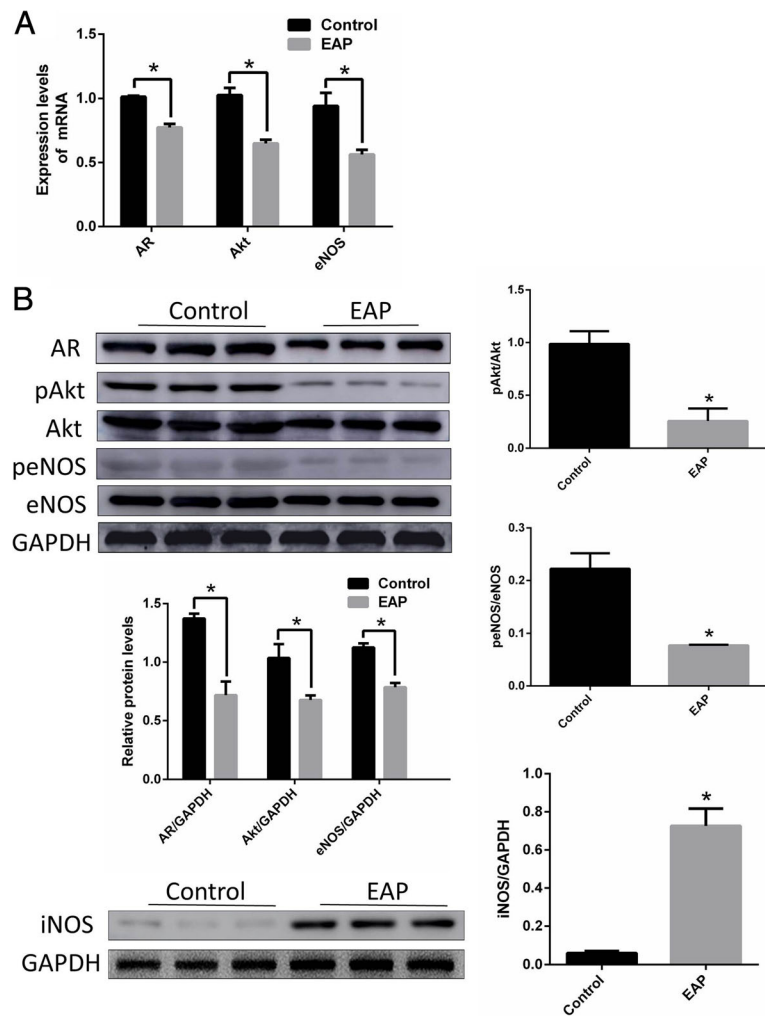 A
Control
EAP
Expression levels
of mRNA
1.5
1.0
0.5
0.0
*
*
*
AR
Akt
eNOS
B
Control
EAP
AR
pAkt
Akt
peNOS
eNOS
GAPDH
pAkt/Akt
1.5
1.0
0.5
0.0
*
Control
EAP
peNOS/eNOS
0.3
0.2
0.1
0.0
*
Control
EAP
Control
EAP
Relative protein levels
1.5
1.0
0.5
0.0
*
*
*
AR/GAPDH
Akt/GAPDH
eNOS/GAPDH
Control
EAP
iNOS
GAPDH
iNOS/GAPDH
0.8
0.6
0.4
0.2
0.0
*
Control
EAP